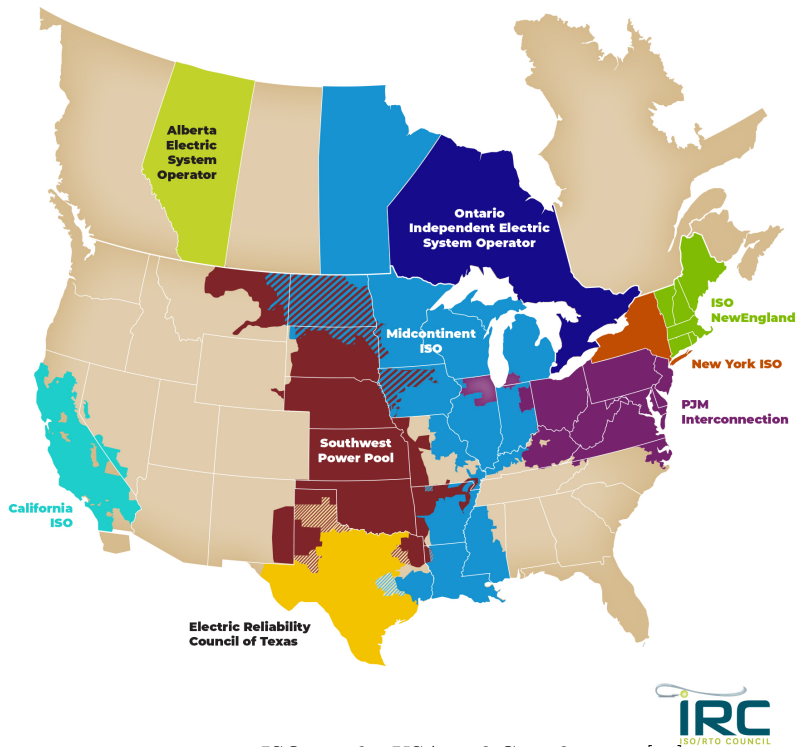 Alberta
Electric
System
Operator
Ontario
Independent Electric
System Operator
ISO
NewEngland
Midcontinent
ISO
New York ISO
PJM
Interconnection
Southwest
Power Pool
California
ISO
Electric Reliability
Council of Texas
IRC
ISO/RTO COUNCIL